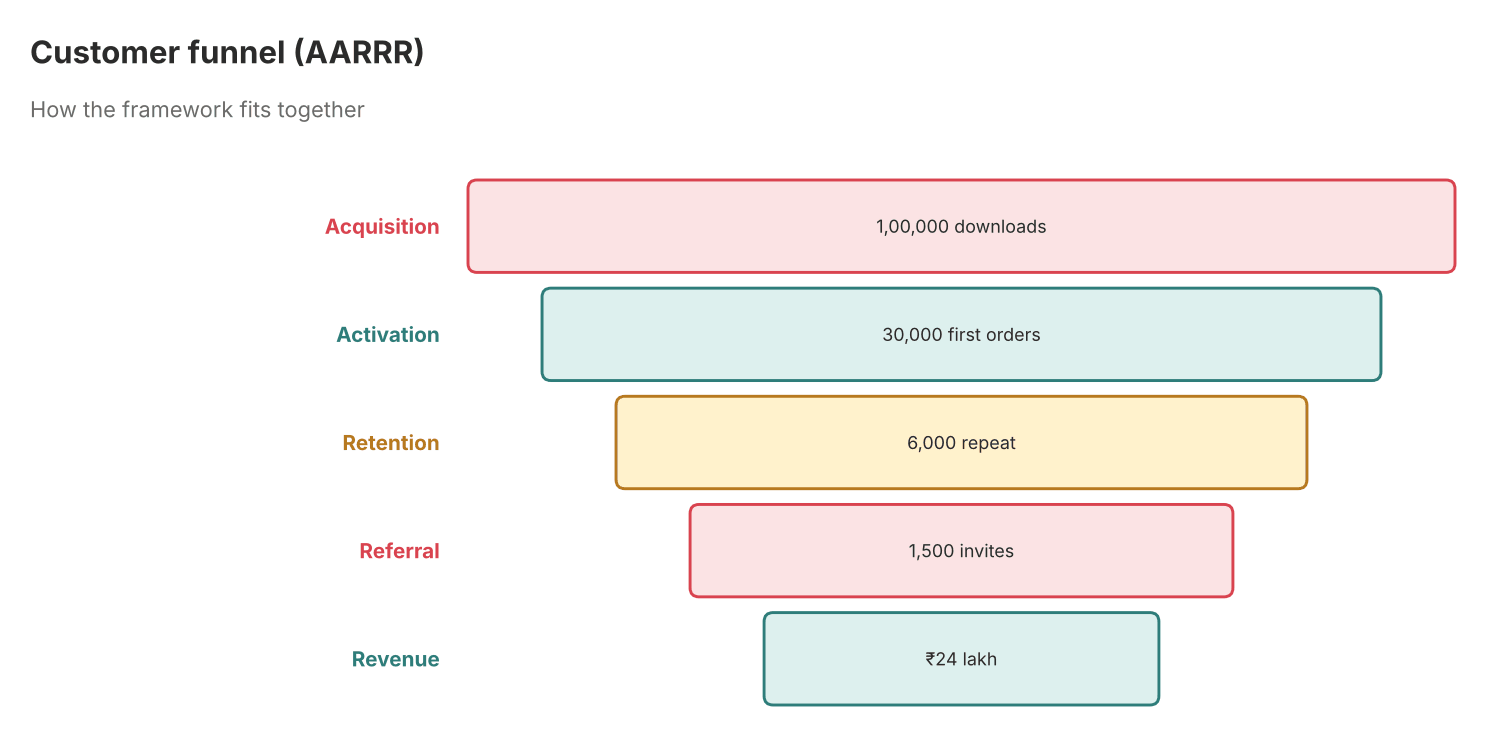 Customer funnel (AARRR)
How the framework fits together
Acquisition
1,00,000 downloads
Activation
30,000 first orders
Retention
6,000 repeat
Referral
1,500 invites
Revenue
₹24 lakh